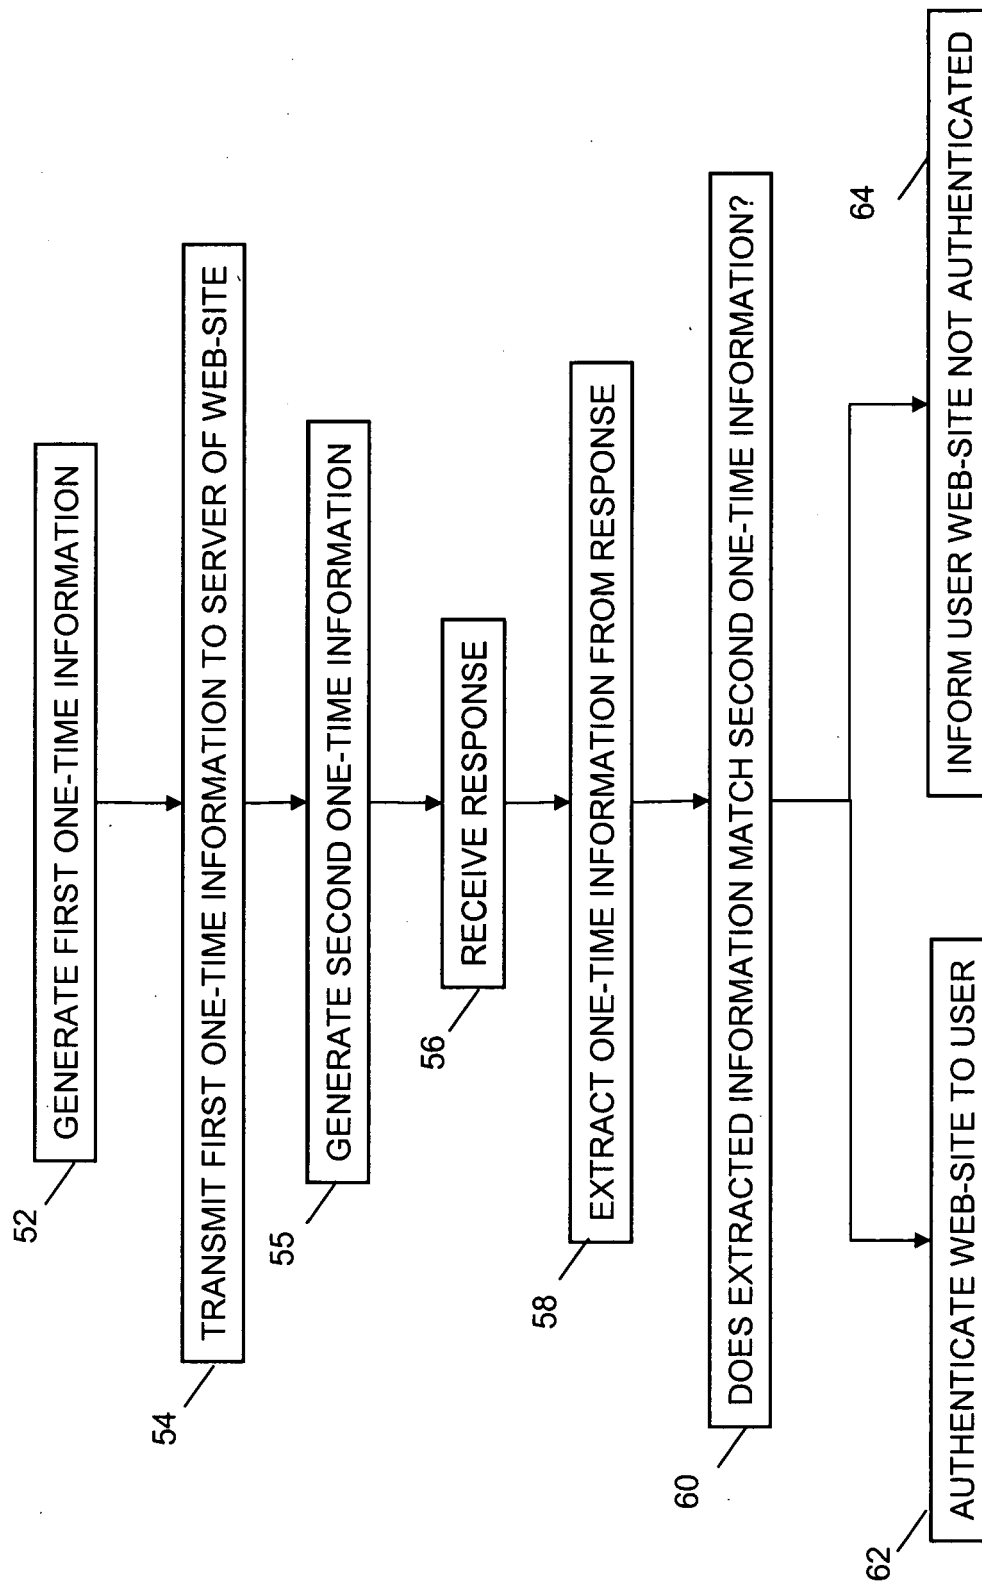 52
GENERATE FIRST ONE-TIME INFORMATION
54
TRANSMIT FIRST ONE-TIME INFORMATION TO SERVER OF WEB-SITE
55
GENERATE SECOND ONE-TIME INFORMATION
56
RECEIVE RESPONSE
58
EXTRACT ONE-TIME INFORMATION FROM RESPONSE
60
DOES EXTRACTED INFORMATION MATCH SECOND ONE-TIME INFORMATION?
62
AUTHENTICATE WEB-SITE TO USER
64
INFORM USER WEB-SITE NOT AUTHENTICATED